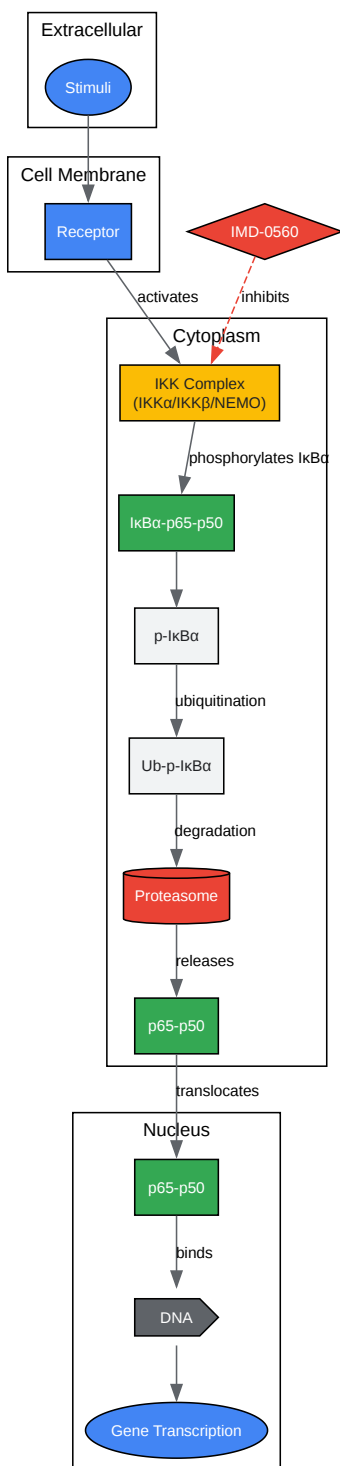 Extracellular
Stimuli
Cell Membrane
Receptor
IMD-0560
activates
inhibits
Cytoplasm
IKK Complex
(IKKα/IKKβ/NEMO)
phosphorylates IκBα
IκBα-p65-p50
p-IκBα
ubiquitination
Ub-p-IκBα
degradation
Proteasome
releases
p65-p50
translocates
Nucleus
p65-p50
binds
DNA
Gene Transcription